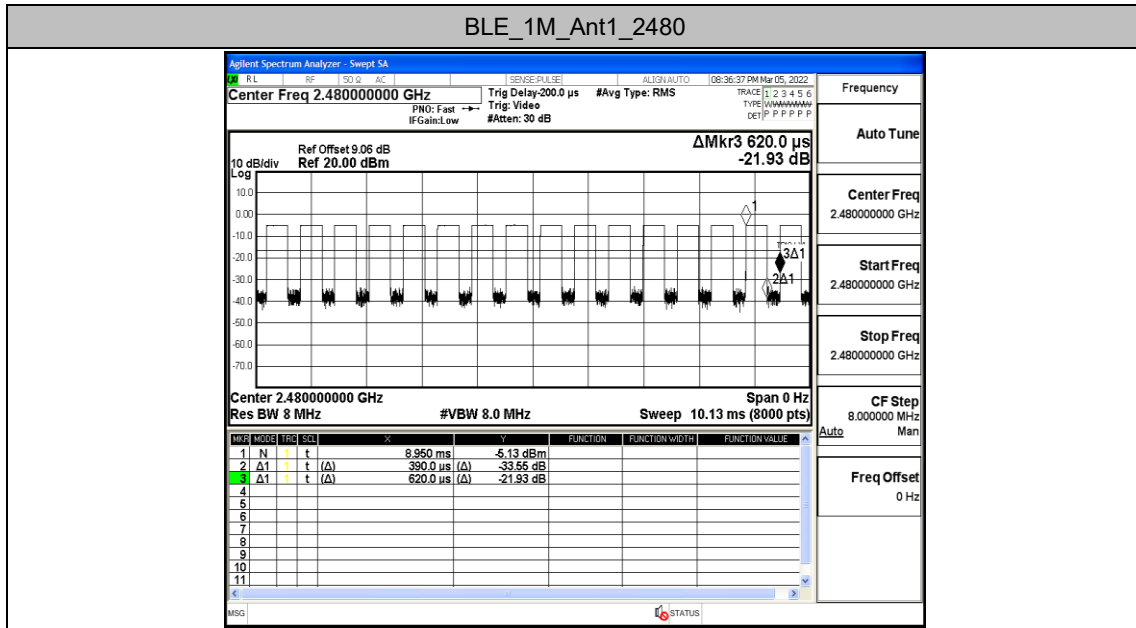 BLE_1M_Ant1_2480
Agilent Spectrum Analyzer - Swept SA
RL RF 50 Ω AC SENSE:PULSE ALIGNAUTO 08:36:37 PM Mar 05, 2022
Center Freq 2.480000000 GHz
PNO: Fast
IFGain:Low
Trig Delay-200.0 µs
Trig: Video
#Atten: 30 dB
#Avg Type: RMS
TRACE 1 2 3 4 5 6
TYPE
DET P P P P P P
Ref Offset 9.06 dB
10 dB/div Ref 20.00 dBm
Log
ΔMkr3 620.0 µs
-21.93 dB
10.0
0.00
-10.0
-20.0
-30.0
-40.0
-50.0
-60.0
-70.0
1
3Δ1
2Δ1
Center 2.480000000 GHz Span 0 Hz
Res BW 8 MHz #VBW 8.0 MHz Sweep 10.13 ms (8000 pts)
MKR MODE TRC SCL X Y FUNCTION FUNCTION WIDTH FUNCTION VALUE
1 N 1 t 8.950 ms -5.13 dBm
2 Δ1 1 t (Δ) 390.0 µs (Δ) -33.55 dB
3 Δ1 1 t (Δ) 620.0 µs (Δ) -21.93 dB
4
5
6
7
8
9
10
11
MSG STATUS
Frequency
Auto Tune
Center Freq
2.480000000 GHz
Start Freq
2.480000000 GHz
Stop Freq
2.480000000 GHz
CF Step
8.000000 MHz
Auto Man
Freq Offset
0 Hz